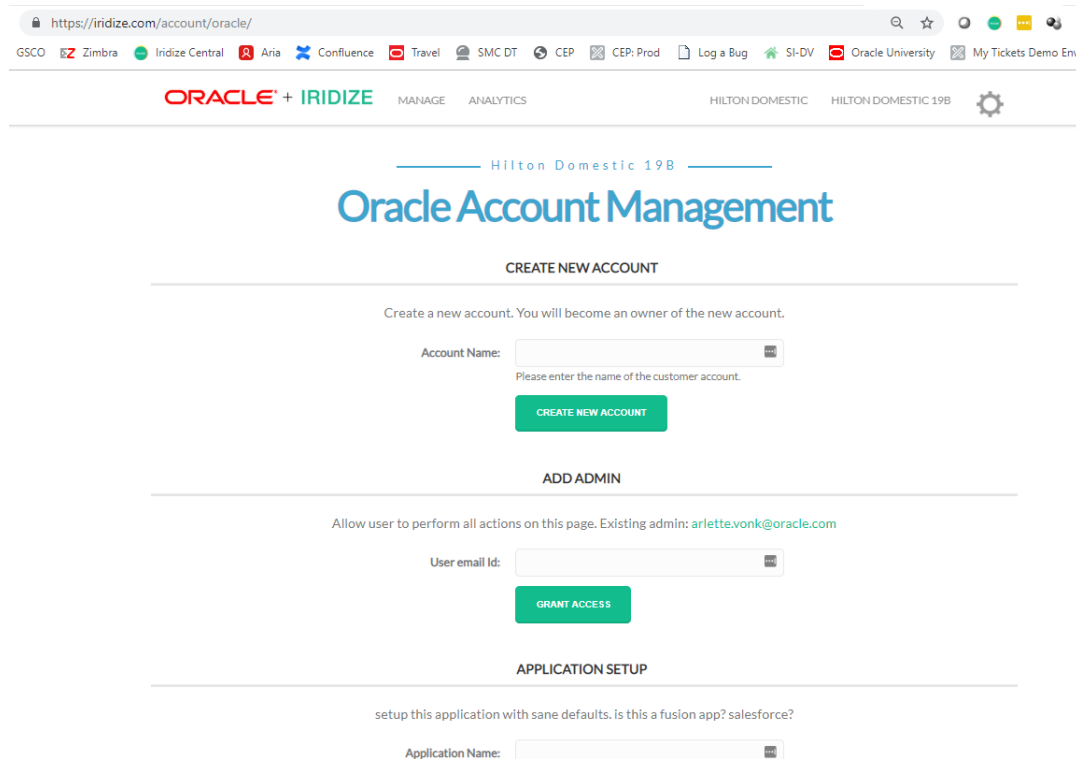 https://iridize.com/account/oracle/
GSCO Zimbra Iridize Central Aria Confluence Travel SMC DT CEP CEP: Prod Log a Bug SI-DV Oracle University My Tickets Demo Env
ORACLE + IRIDIZE MANAGE ANALYTICS HILTON DOMESTIC HILTON DOMESTIC 19B
Hilton Domestic 19B
Oracle Account Management
CREATE NEW ACCOUNT
Create a new account. You will become an owner of the new account.
Account Name:
Please enter the name of the customer account.
CREATE NEW ACCOUNT
ADD ADMIN
Allow user to perform all actions on this page. Existing admin: arlette.vonk@oracle.com
User email Id:
GRANT ACCESS
APPLICATION SETUP
setup this application with sane defaults. is this a fusion app? salesforce?
Application Name: